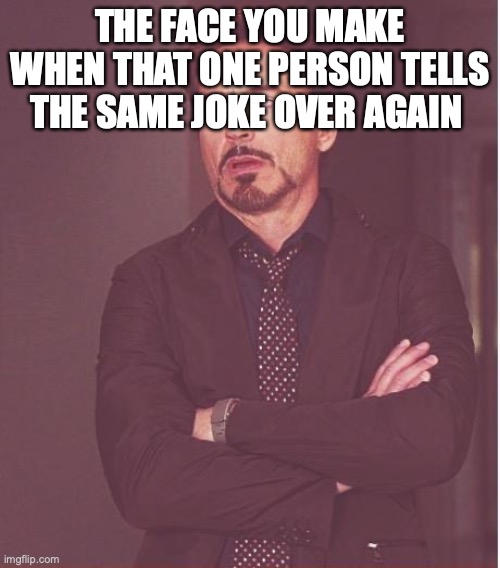 THE FACE YOU MAKE
WHEN THAT ONE PERSON TELLS
THE SAME JOKE OVER AGAIN
imgflip.com